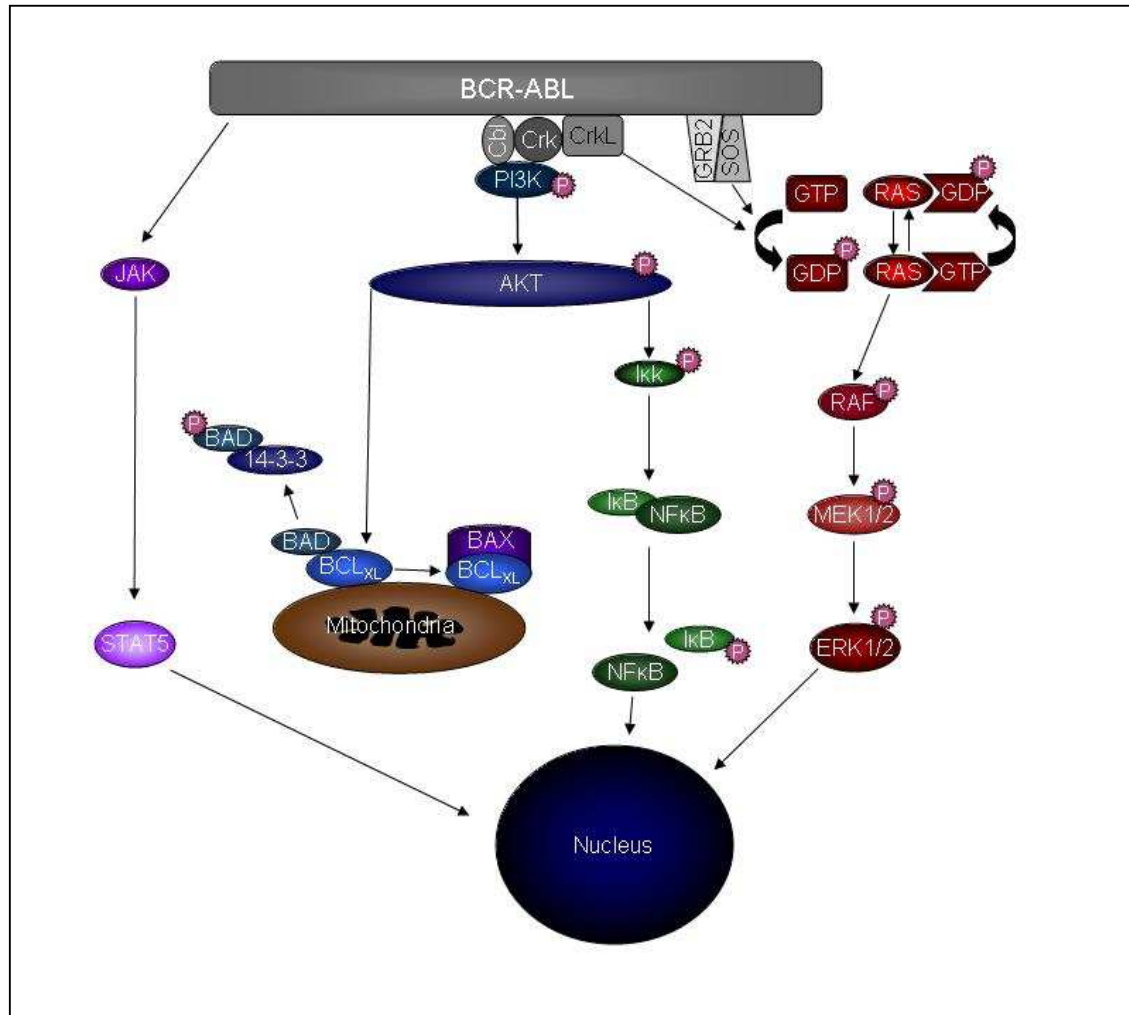 BCR-ABL
Cbl
Crk
CrkL
GRB2
SOS
PI3K
P
GTP
RAS
GDP
P
GDP
P
RAS
GTP
JAK
AKT
P
Iκk
P
RAF
P
P
BAD
14-3-3
IκB
NFκB
MEK1/2
P
BAD
BCLXL
BAX
BCLXL
Mitochondria
STAT5
IκB
P
NFκB
ERK1/2
P
Nucleus